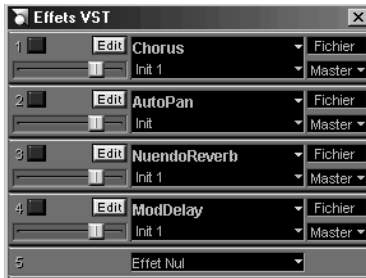 Effets VST
1 Edit Chorus Fichier
Init 1 Master
2 Edit AutoPan Fichier
Init Master
3 Edit NuendoReverb Fichier
Init 1 Master
4 Edit ModDelay Fichier
Init 1 Master
5 Effet Nul